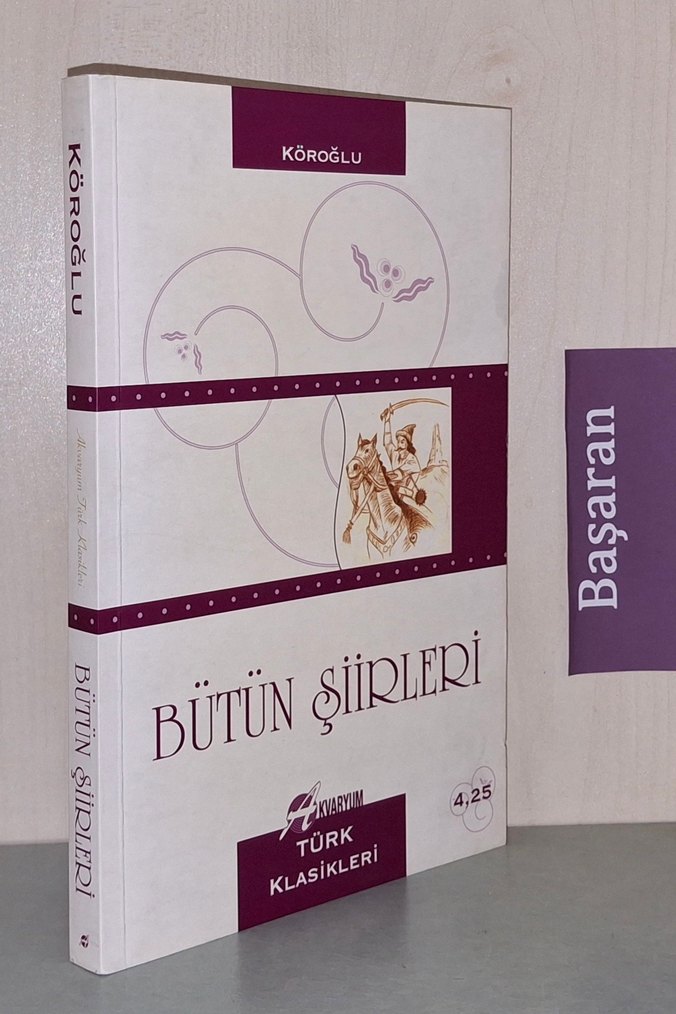 KÖROĞLU
Akvaryum Türk Klasikleri
BÜTÜN ŞİİRLERİ
KÖROĞLU
BÜTÜN ŞİİRLERİ
4,25
AKVARYUM
TÜRK
KLASİKLERİ
Başaran